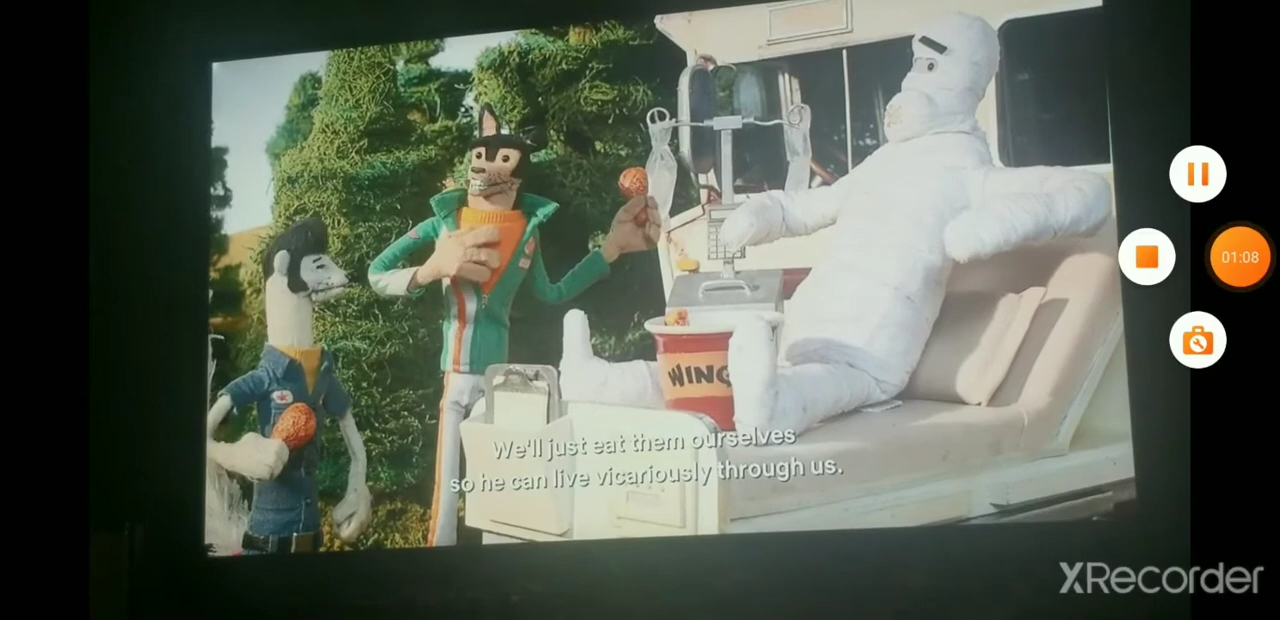 WING
We'll just eat them ourselves
so he can live vicariously through us.
01:08
XRecorder